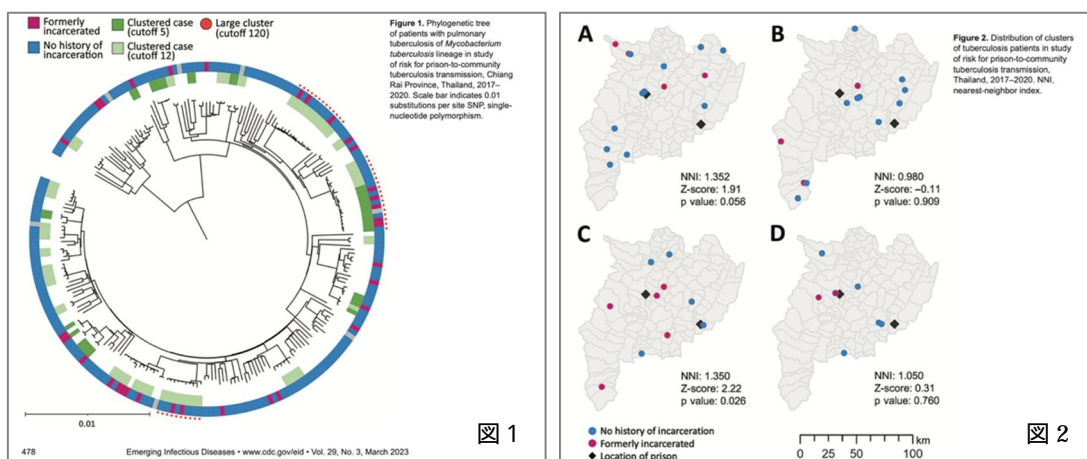 Formerly incarcerated
No history of incarceration
Clustered case (cutoff 5)
Clustered case (cutoff 12)
Large cluster (cutoff 120)
Figure 1. Phylogenetic tree
of patients with pulmonary
tuberculosis of Mycobacterium
tuberculosis lineage in study
of risk for prison-to-community
tuberculosis transmission, Chiang
Rai Province, Thailand, 2017–
2020. Scale bar indicates 0.01
substitutions per site SNP, single-
nucleotide polymorphism.
0.01
478
Emerging Infectious Diseases • www.cdc.gov/eid • Vol. 29, No. 3, March 2023
図1
A
NNI: 1.352
Z-score: 1.91
p value: 0.056
B
NNI: 0.980
Z-score: −0.11
p value: 0.909
Figure 2. Distribution of clusters
of tuberculosis patients in study
of risk for prison-to-community
tuberculosis transmission,
Thailand, 2017–2020. NNI,
nearest-neighbor index.
C
NNI: 1.350
Z-score: 2.22
p value: 0.026
D
NNI: 1.050
Z-score: 0.31
p value: 0.760
No history of incarceration
Formerly incarcerated
Location of prison
km
0 25 50 100
図2